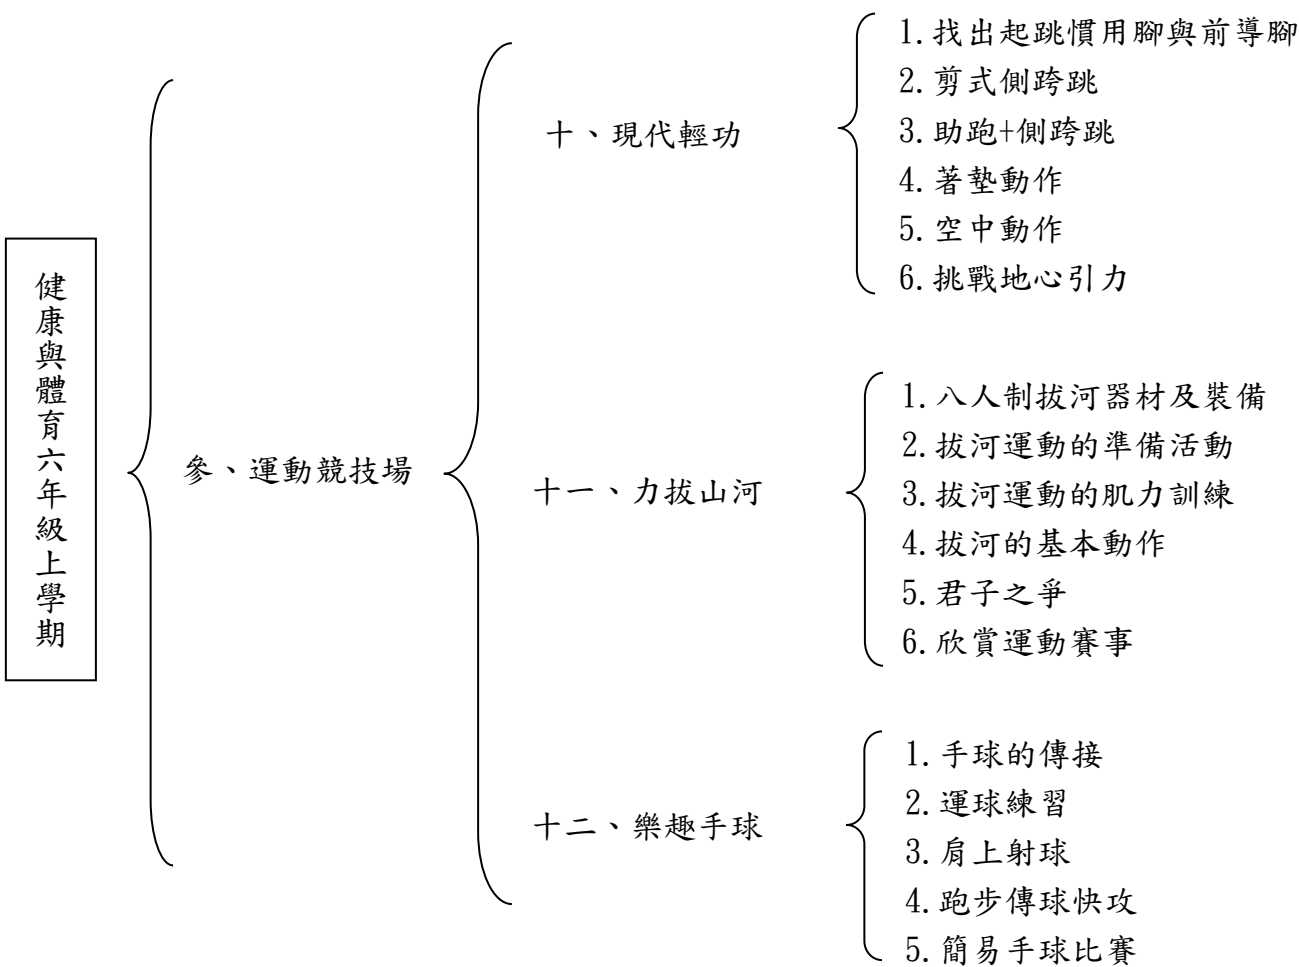 健康與體育六年級上學期
參、運動競技場
十、現代輕功
1.找出起跳慣用腳與前導腳
2.剪式側跨跳
3.助跑+側跨跳
4.著墊動作
5.空中動作
6.挑戰地心引力
十一、力拔山河
1.八人制拔河器材及裝備
2.拔河運動的準備活動
3.拔河運動的肌力訓練
4.拔河的基本動作
5.君子之爭
6.欣賞運動賽事
十二、樂趣手球
1.手球的傳接
2.運球練習
3.肩上射球
4.跑步傳球快攻
5.簡易手球比賽